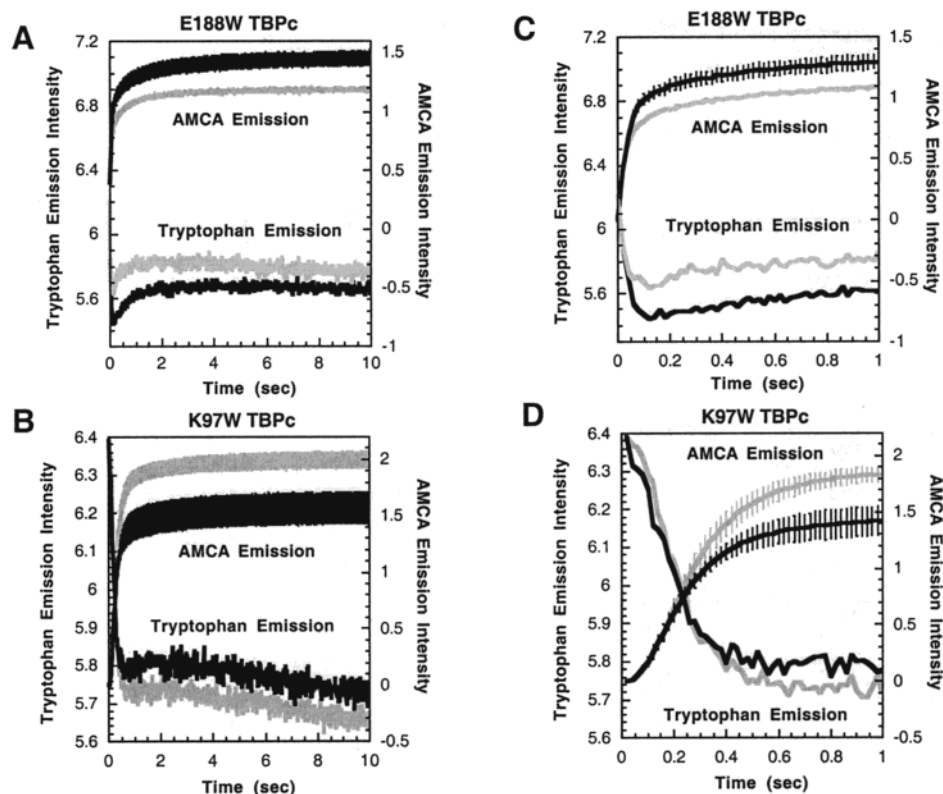 A
E188W TBPc
Tryptophan Emission Intensity
7.2
6.8
6.4
6
5.6
AMCA Emission
Tryptophan Emission
1.5
1
0.5
0
-0.5
-1
AMCA Emission Intensity
0 2 4 6 8 10
Time (sec)
C
E188W TBPc
Tryptophan Emission Intensity
7.2
6.8
6.4
6
5.6
AMCA Emission
Tryptophan Emission
1.5
1
0.5
0
-0.5
-1
AMCA Emission Intensity
0 0.2 0.4 0.6 0.8 1
Time (sec)
B
K97W TBPc
Tryptophan Emission Intensity
6.4
6.3
6.2
6.1
6
5.9
5.8
5.7
5.6
AMCA Emission
Tryptophan Emission
2
1.5
1
0.5
0
-0.5
AMCA Emission Intensity
0 2 4 6 8 10
Time (sec)
D
K97W TBPc
Tryptophan Emission Intensity
6.4
6.3
6.2
6.1
6
5.9
5.8
5.7
5.6
AMCA Emission
Tryptophan Emission
2
1.5
1
0.5
0
-0.5
AMCA Emission Intensity
0 0.2 0.4 0.6 0.8 1
Time (sec)